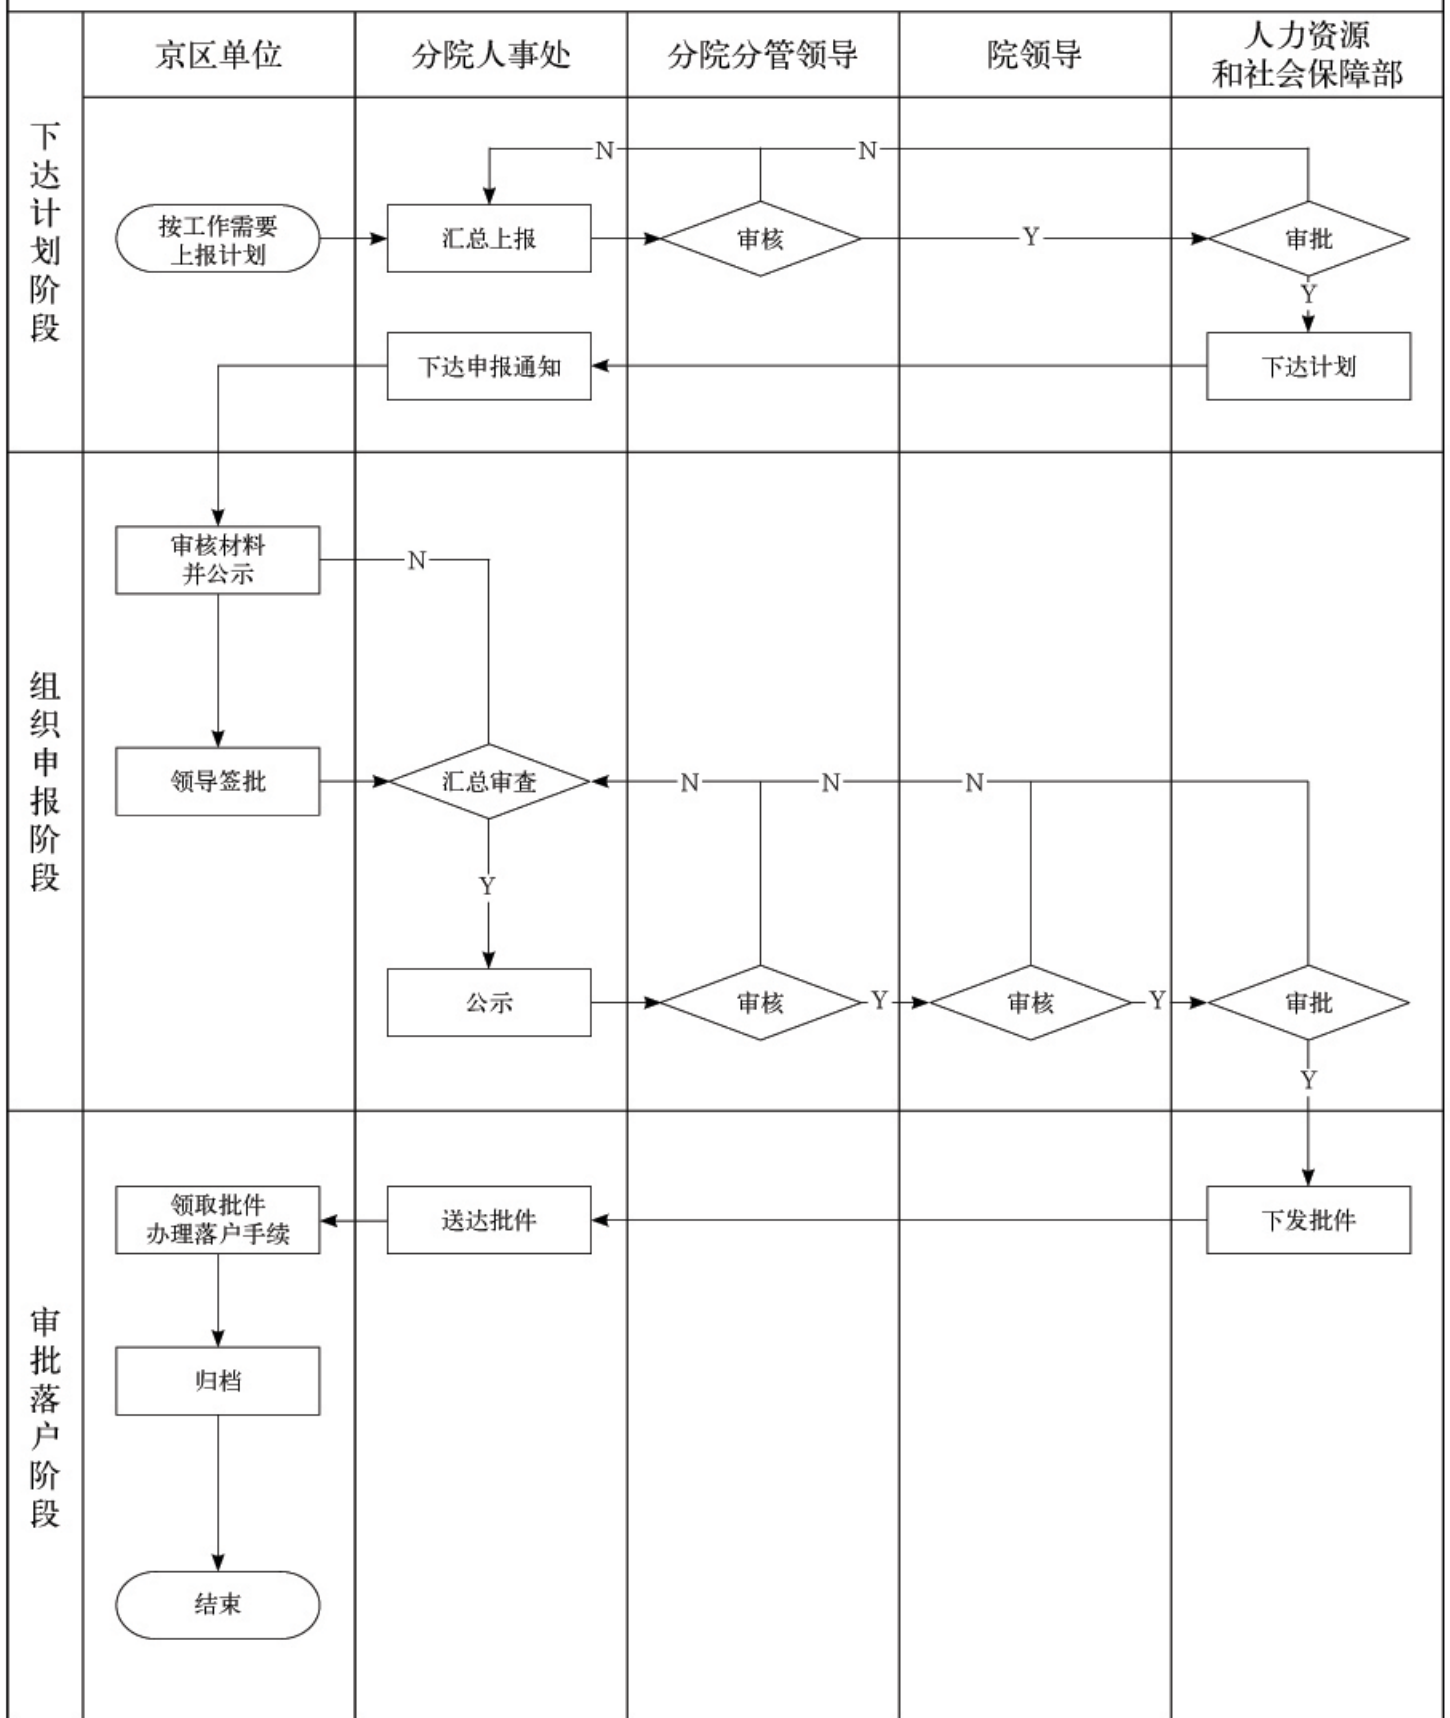 京区单位
分院人事处
分院分管领导
院领导
人力资源
和社会保障部
下达计划阶段
N
N
按工作需要
上报计划
汇总上报
审核
Y
审批
Y
下达申报通知
下达计划
组织申报阶段
审核材料
并公示
N
领导签批
汇总审查
N
N
N
Y
公示
审核
Y
审核
Y
审批
Y
审批落户阶段
领取批件
办理落户手续
送达批件
下发批件
归档
结束